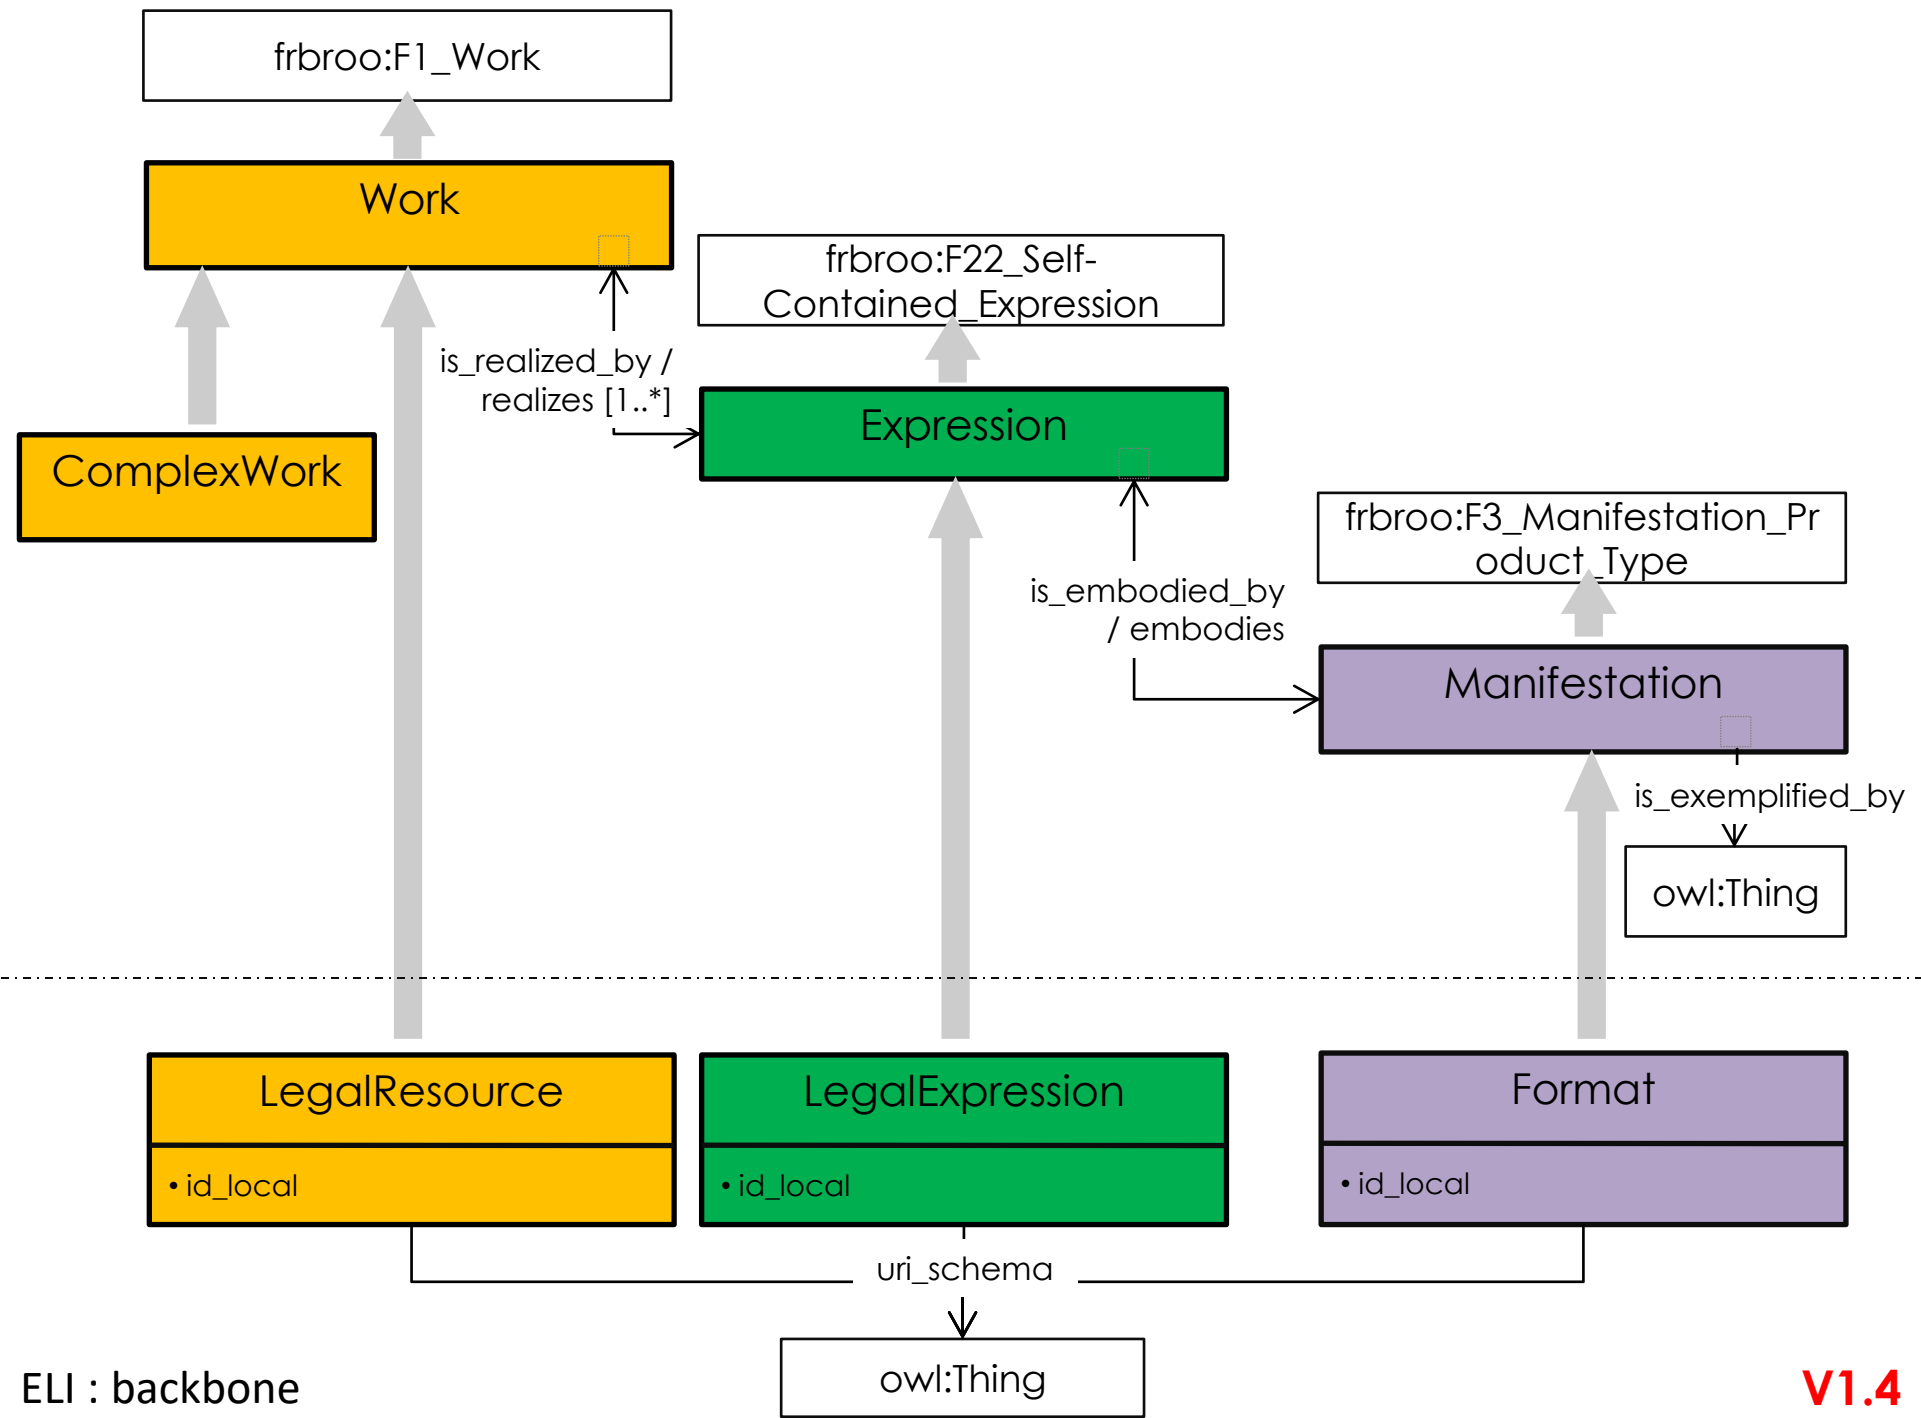 frbroo:F1_Work
Work
frbroo:F22_Self-
Contained_Expression
is_realized_by /
realizes [1..*]
Expression
ComplexWork
frbroo:F3_Manifestation_Pr
oduct_Type
is_embodied_by
/ embodies
Manifestation
is_exemplified_by
owl:Thing
LegalResource
• id_local
LegalExpression
• id_local
Format
• id_local
uri_schema
owl:Thing
ELI : backbone
V1.4